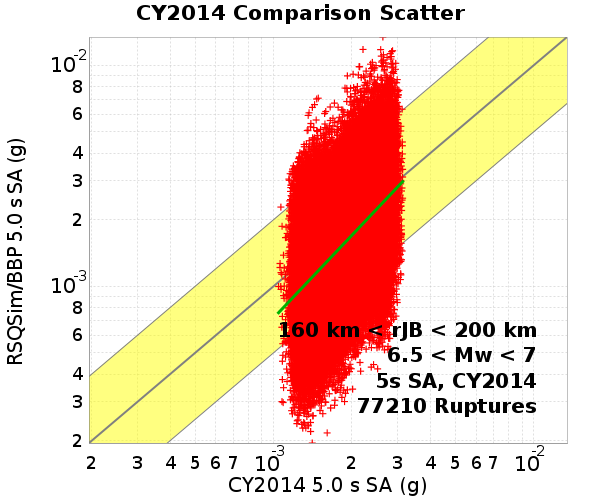 CY2014 Comparison Scatter
RSQSim/BBP 5.0 s SA (g)
10-2
8
6
4
3
2
10-3
8
6
4
3
2
160 km < rJB < 200 km
6.5 < Mw < 7
5s SA, CY2014
77210 Ruptures
2 3 4 5 6 7 10-3 2 3 4 5 6 7 10-2
CY2014 5.0 s SA (g)